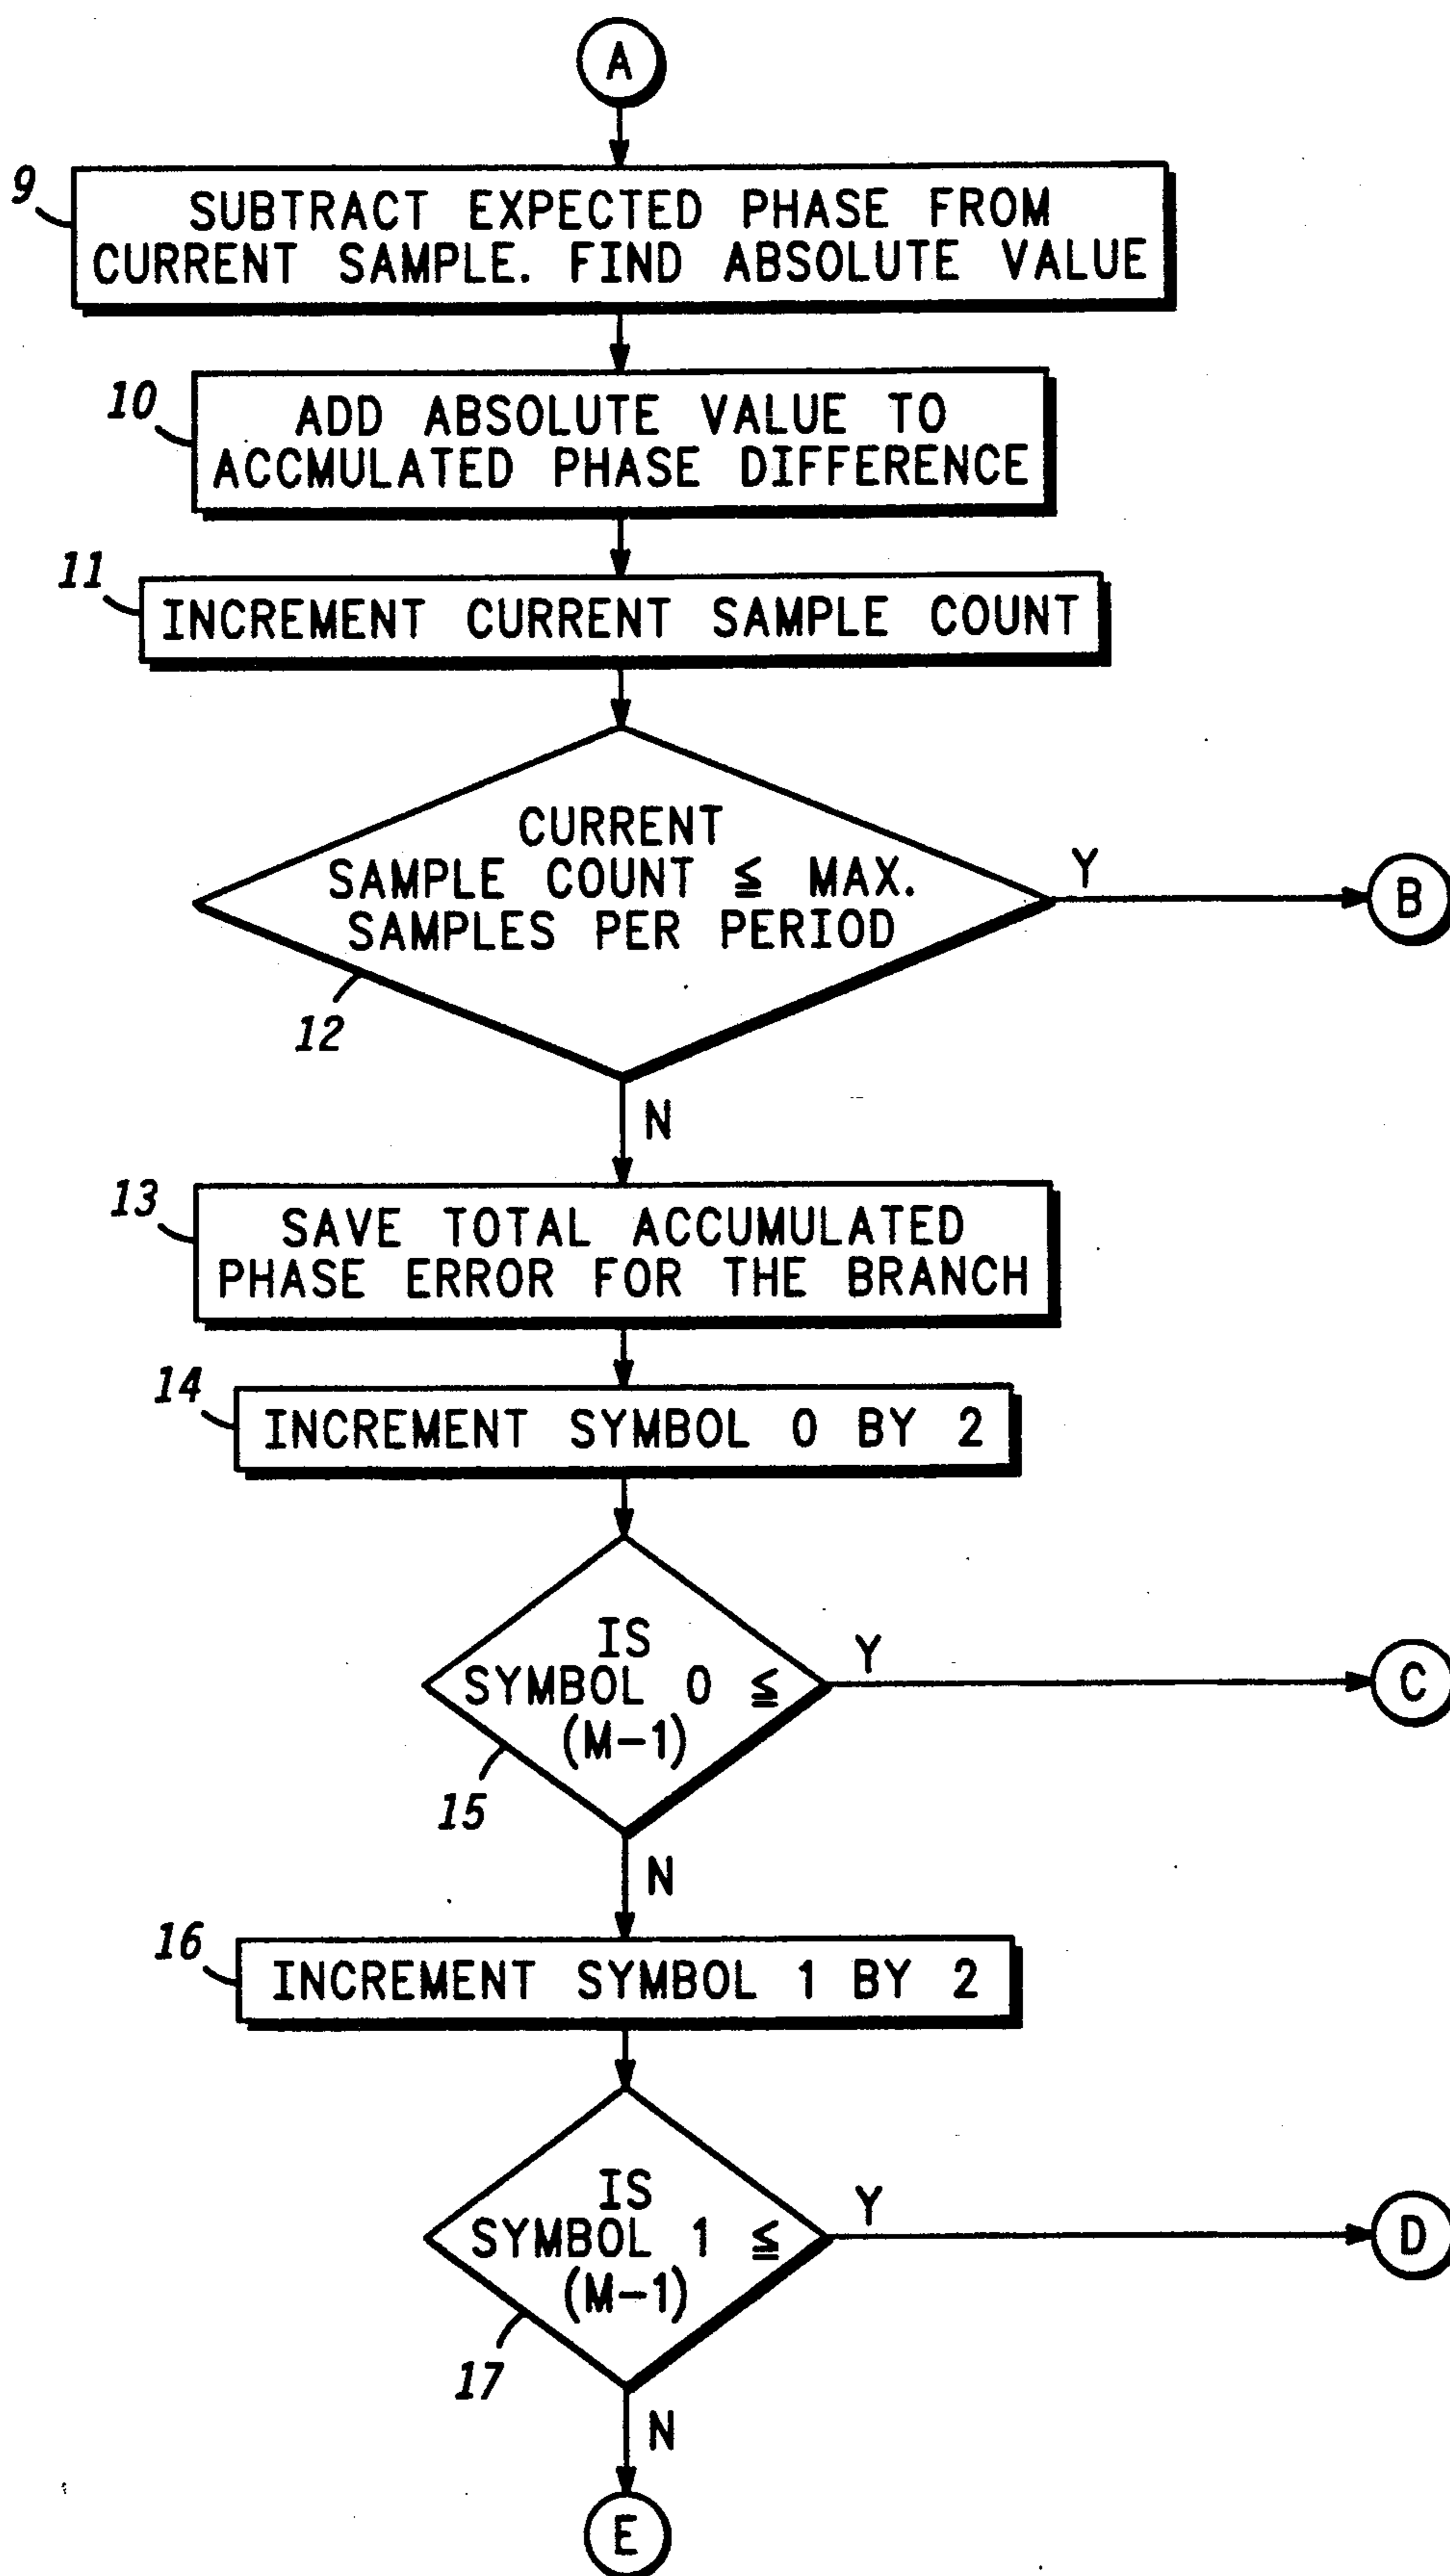 A
9
SUBTRACT EXPECTED PHASE FROM
CURRENT SAMPLE. FIND ABSOLUTE VALUE
10
ADD ABSOLUTE VALUE TO
ACCMULATED PHASE DIFFERENCE
11
INCREMENT CURRENT SAMPLE COUNT
CURRENT
SAMPLE COUNT ≦ MAX.
SAMPLES PER PERIOD
Y
B
12
N
13
SAVE TOTAL ACCUMULATED
PHASE ERROR FOR THE BRANCH
14
INCREMENT SYMBOL 0 BY 2
IS
SYMBOL 0 ≦
(M-1)
Y
C
15
N
16
INCREMENT SYMBOL 1 BY 2
IS
SYMBOL 1 ≦
(M-1)
Y
D
17
N
E